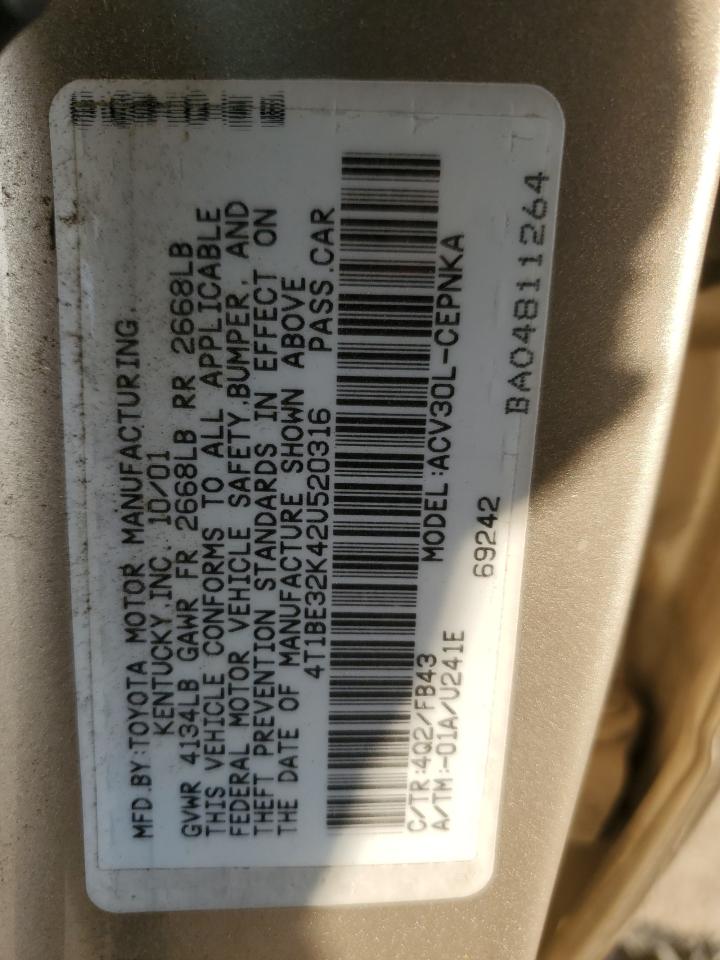 MFD.BY:TOYOTA MOTOR MANUFACTURING.
KENTUCKY,INC. 10/01
GVWR 4134LB GAWR FR 2668LB RR 2668LB
THIS VEHICLE CONFORMS TO ALL APPLICABLE
FEDERAL MOTOR VEHICLE SAFETY,BUMPER, AND
THEFT PREVENTION STANDARDS IN EFFECT ON
THE DATE OF MANUFACTURE SHOWN ABOVE
4T1BE32K42U520316 PASS.CAR
C/TR:4Q2/FB43 MODEL:ACV30L-CEPNKA
A/TM:-01A/U241E
69242
BA04811264